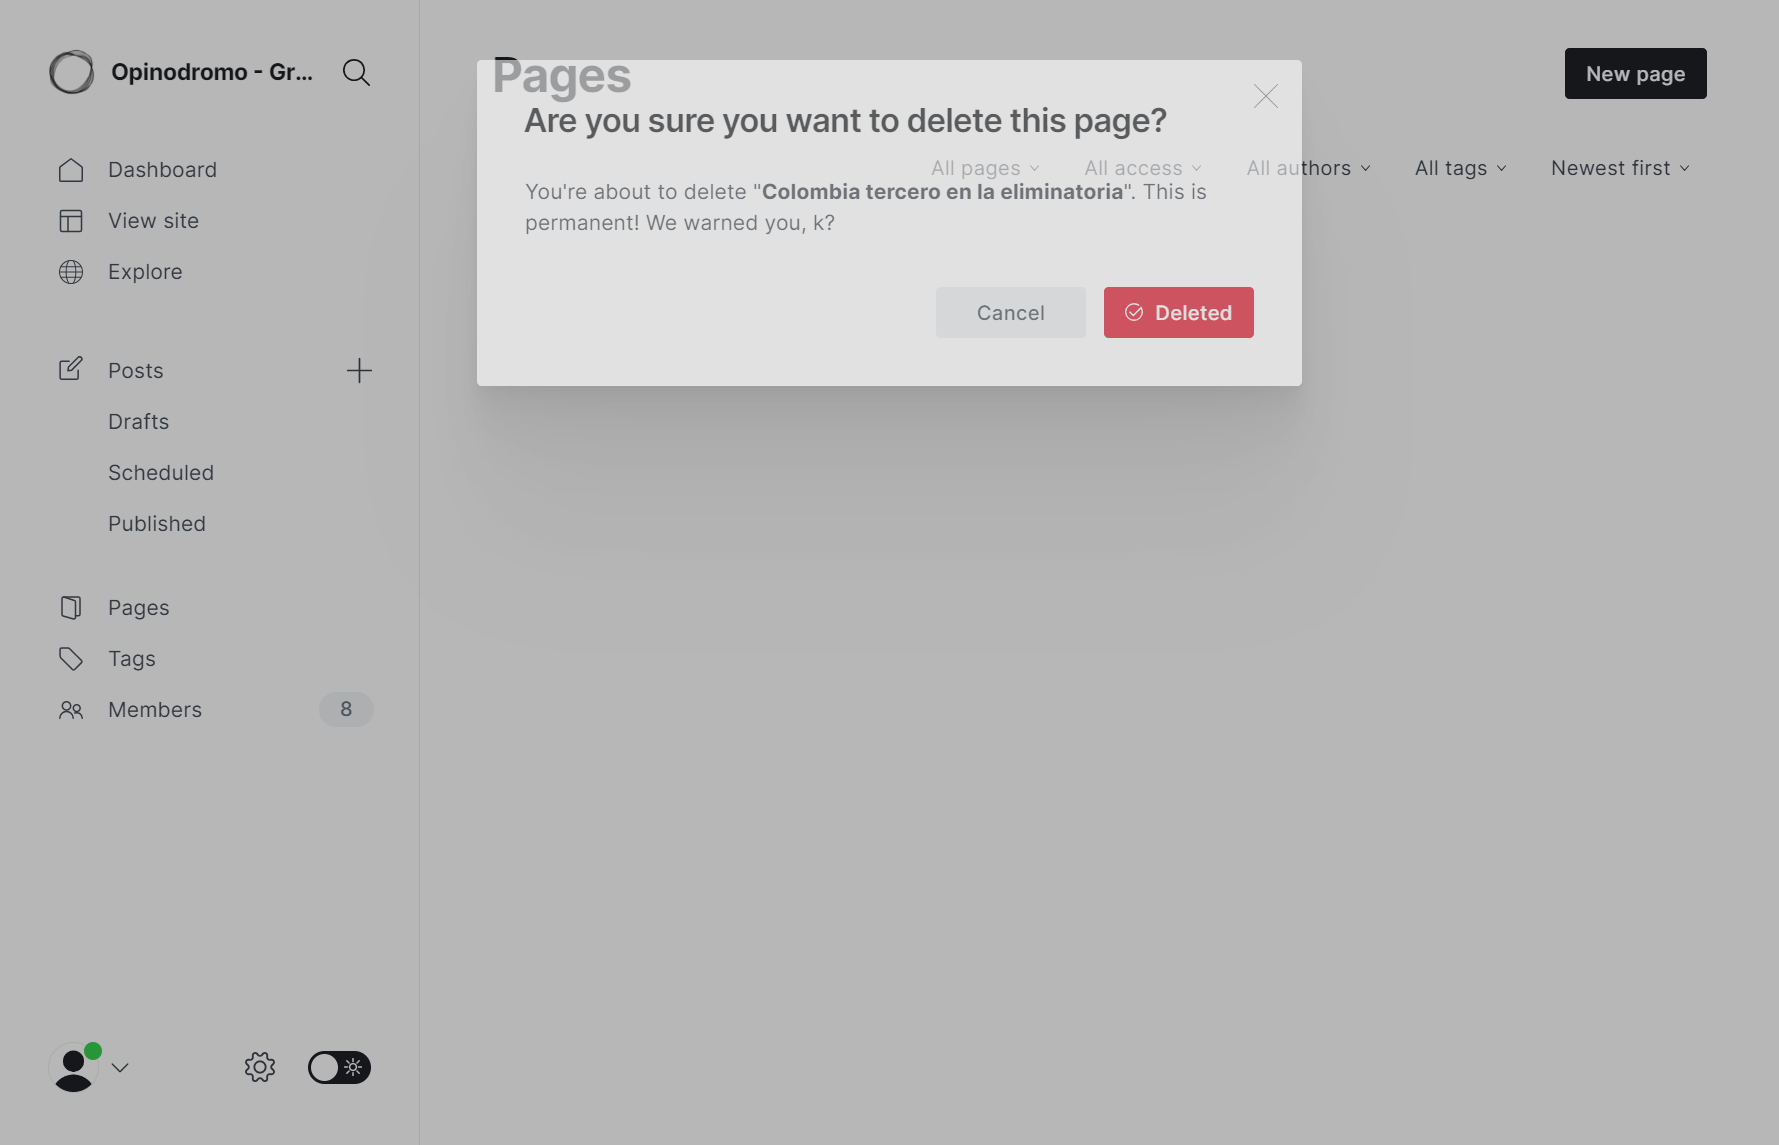 Opinodromo - Gr...
Dashboard
View site
Explore
Posts
Drafts
Scheduled
Published
Pages
Tags
Members 8
Pages
New page
All pages All access All authors All tags Newest first
Are you sure you want to delete this page?
You're about to delete "Colombia tercero en la eliminatoria". This is
permanent! We warned you, k?
Cancel Deleted